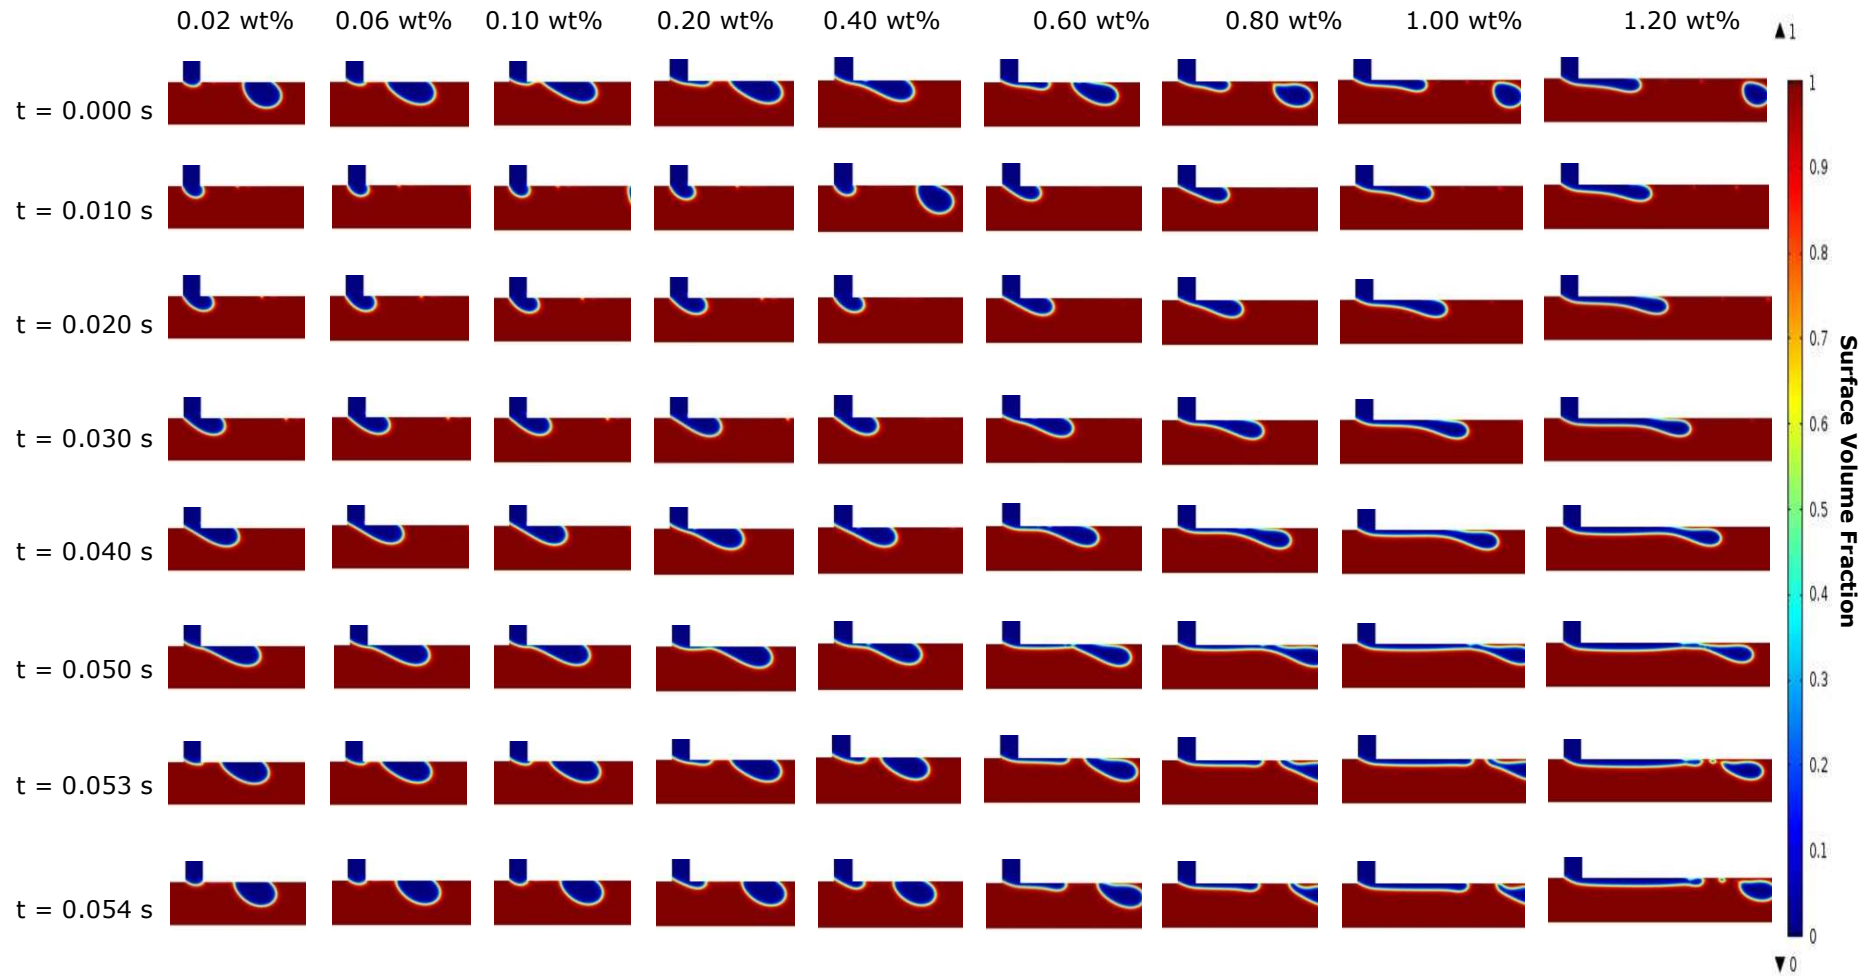 0.02 wt% 0.06 wt% 0.10 wt% 0.20 wt% 0.40 wt% 0.60 wt% 0.80 wt% 1.00 wt% 1.20 wt%
▲ 1
t = 0.000 s
t = 0.010 s
t = 0.020 s
t = 0.030 s
t = 0.040 s
t = 0.050 s
t = 0.053 s
t = 0.054 s
1
0.9
0.8
0.7
0.6
0.5
0.4
0.3
0.2
0.1
0
▼ 0
Surface Volume Fraction